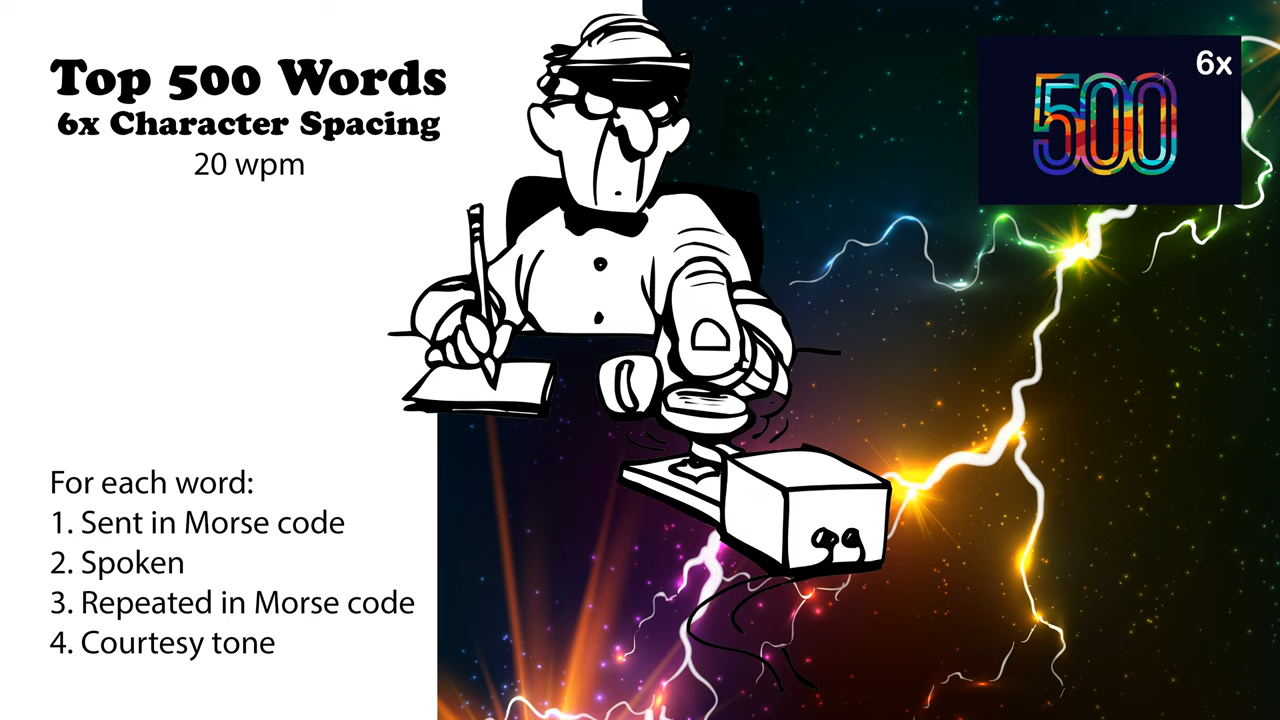 Top 500 Words
6x Character Spacing
20 wpm
6x
500
For each word:
1. Sent in Morse code
2. Spoken
3. Repeated in Morse code
4. Courtesy tone